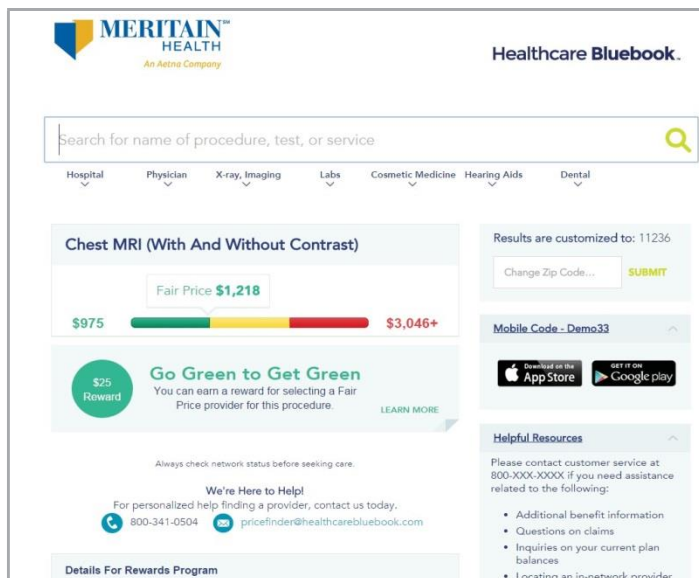 MERITAIN℠
HEALTH
An Aetna Company
Healthcare Bluebook™
Search for name of procedure, test, or service
Hospital Physician X-ray, Imaging Labs Cosmetic Medicine Hearing Aids Dental
Chest MRI (With And Without Contrast)
Fair Price $1,218
$975 $3,046+
$25
Reward
Go Green to Get Green
You can earn a reward for selecting a Fair
Price provider for this procedure.
LEARN MORE
Always check network status before seeking care.
We're Here to Help!
For personalized help finding a provider, contact us today.
800-341-0504 pricefinder@healthcarebluebook.com
Details For Rewards Program
Results are customized to: 11236
Change Zip Code... SUBMIT
Mobile Code - Demo33
Download on the
App Store
GET IT ON
Google play
Helpful Resources
Please contact customer service at
800-XXX-XXXX if you need assistance
related to the following:
• Additional benefit information
• Questions on claims
• Inquiries on your current plan
balances
• Locating an in-network provider